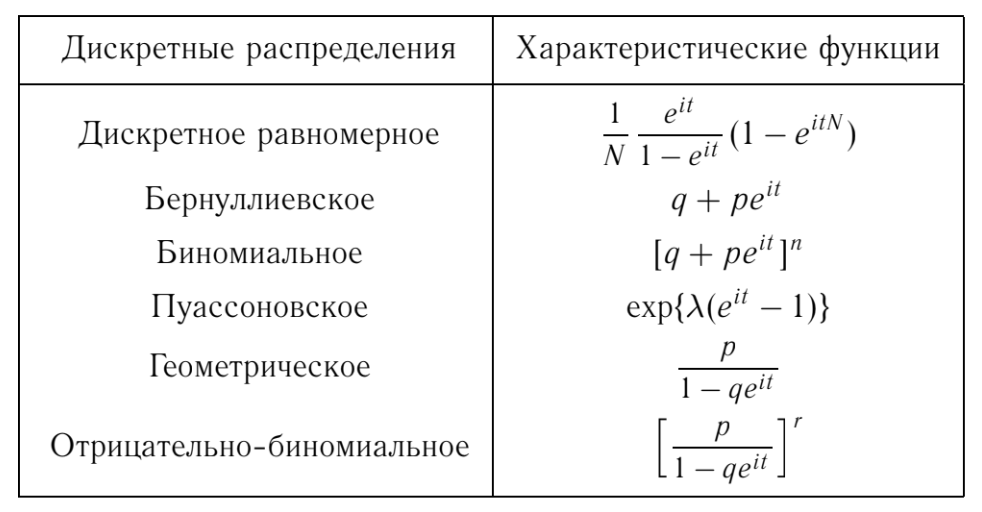 Дискретные распределения | Характеристические функции
Дискретное равномерное | $\frac{1}{N} \frac{e^{it}}{1 - e^{it}} (1 - e^{itN})$
Бернуллиевское | $q + pe^{it}$
Биномиальное | $[q + pe^{it}]^n$
Пуассоновское | $\exp\{\lambda(e^{it} - 1)\}$
Геометрическое | $\frac{p}{1 - qe^{it}}$
Отрицательно-биномиальное | $\left[\frac{p}{1 - qe^{it}}\right]^r$